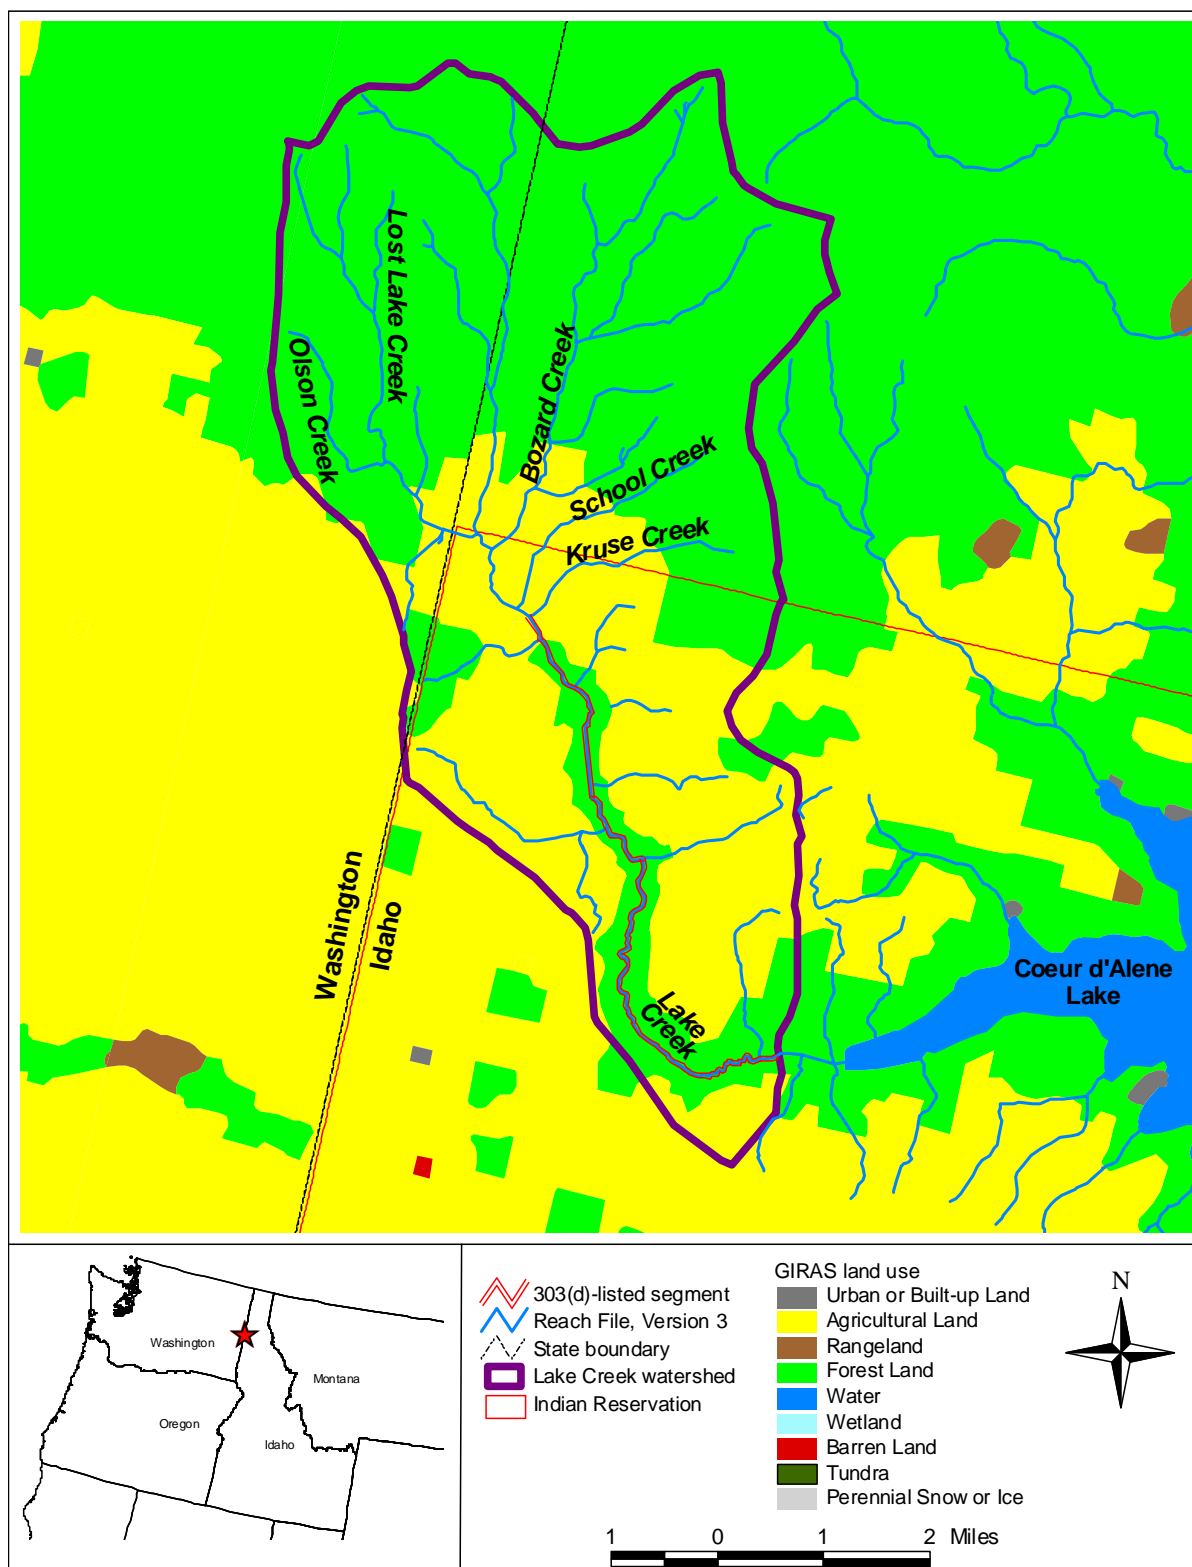 Lost Lake Creek
Olson Creek
Bozard Creek
School Creek
Kruse Creek
Washington
Idaho
Coeur d'Alene
Lake
Lake
Creek
Washington
Montana
Oregon
Idaho
303(d)-listed segment
Reach File, Version 3
State boundary
Lake Creek watershed
Indian Reservation
GIRAS land use
Urban or Built-up Land
Agricultural Land
Rangeland
Forest Land
Water
Wetland
Barren Land
Tundra
Perennial Snow or Ice
N
1 0 1 2 Miles